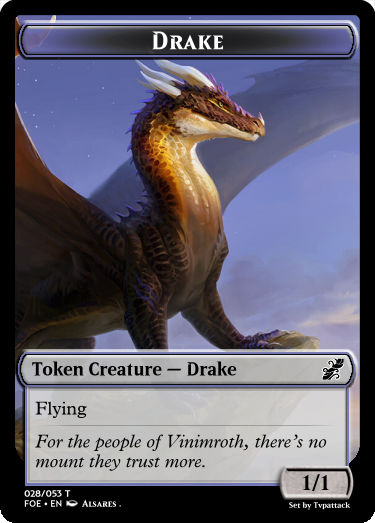 Drake
Token Creature — Drake
Flying
For the people of Vinimroth, there's no
mount they trust more.
1/1
028/053 T
FOE • EN Alsares .
Set by Typattack